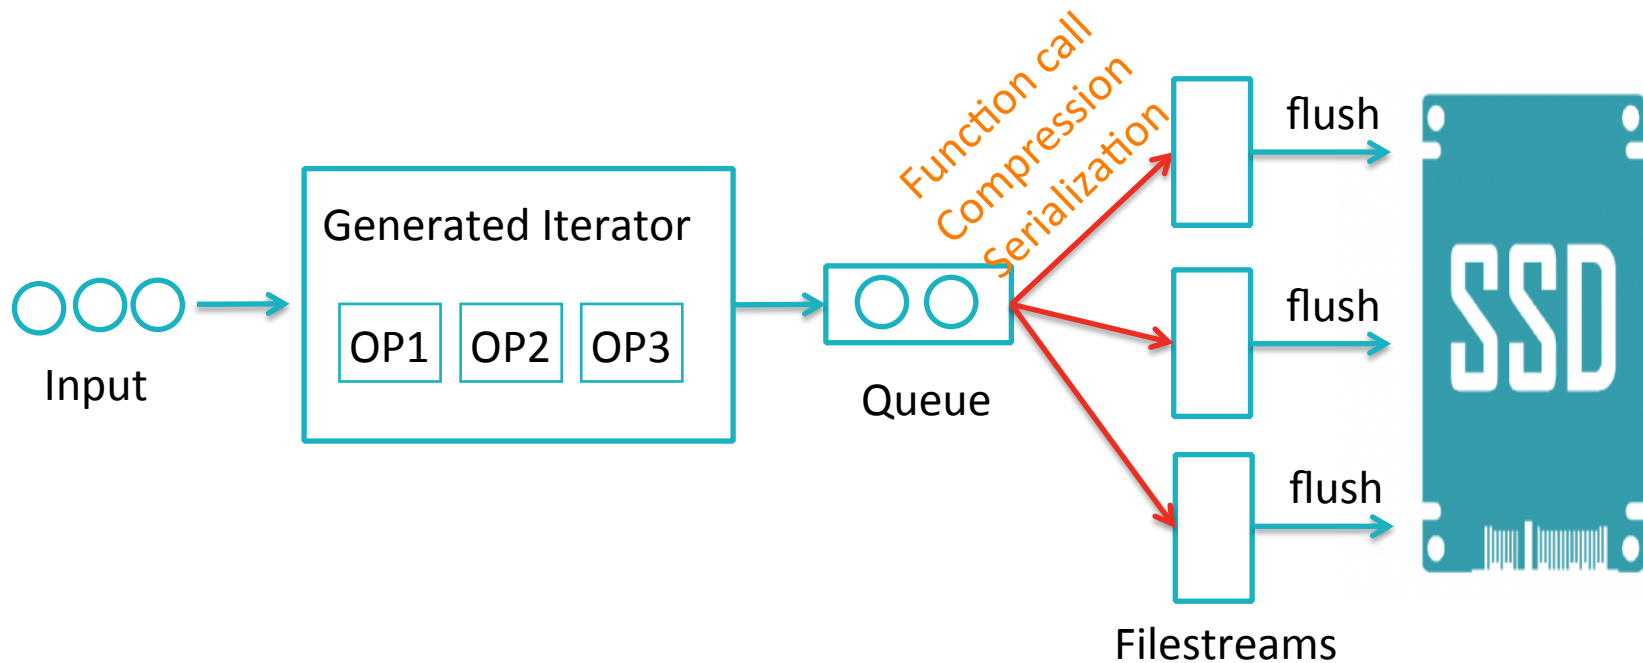 Function call
Compression
Serialization
flush
Generated Iterator
OP1 OP2 OP3
Input
Queue
flush
SSD
flush
Filestreams